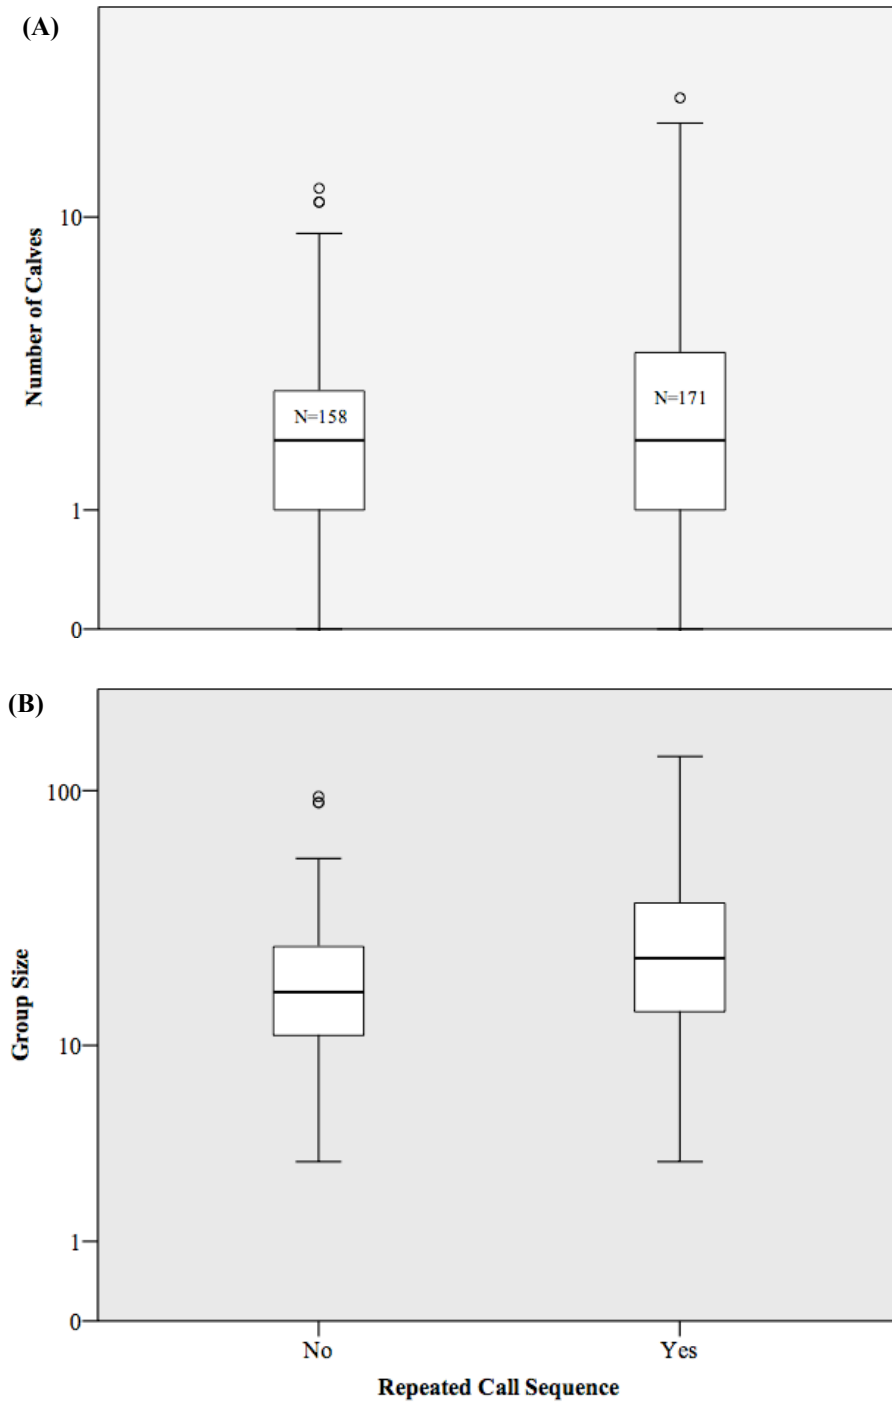 (A)
Number of Calves
10
1
0
N=158
N=171
(B)
Group Size
100
10
1
0
No
Yes
Repeated Call Sequence